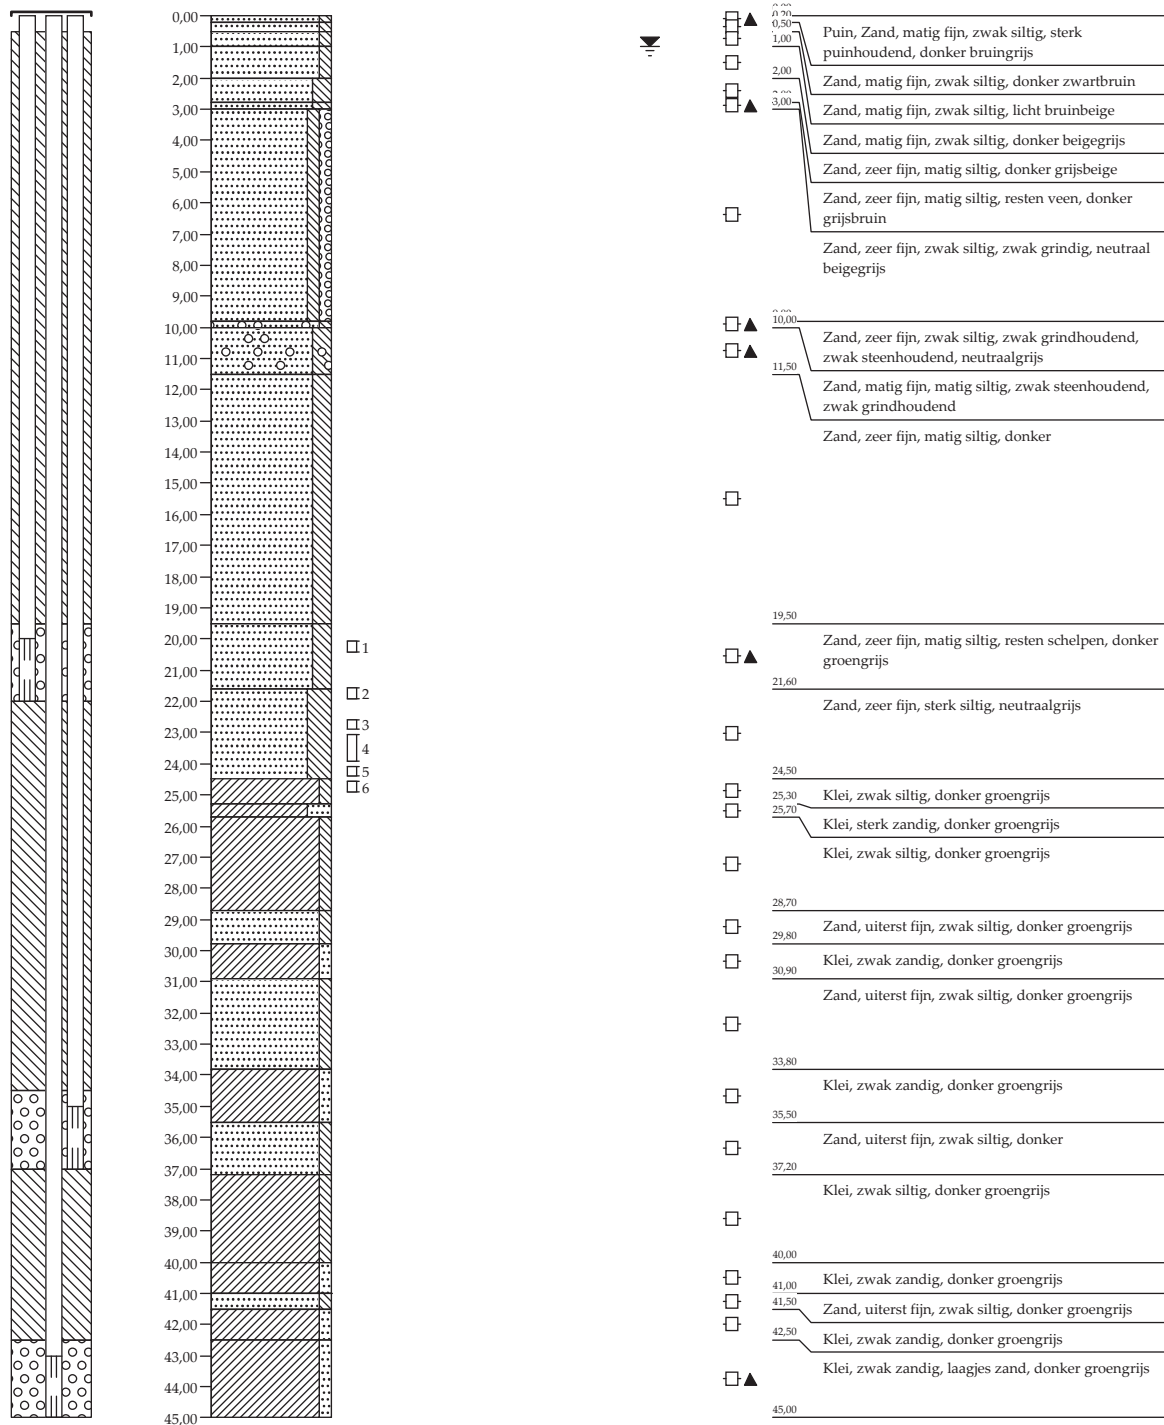 0,00
1,00
2,00
3,00
4,00
5,00
6,00
7,00
8,00
9,00
10,00
11,00
12,00
13,00
14,00
15,00
16,00
17,00
18,00
19,00
20,00
21,00
22,00
23,00
24,00
25,00
26,00
27,00
28,00
29,00
30,00
31,00
32,00
33,00
34,00
35,00
36,00
37,00
38,00
39,00
40,00
41,00
42,00
43,00
44,00
45,00
1
2
3
4
5
6
0,20
0,50
Puin, Zand, matig fijn, zwak siltig, sterk
puinhoudend, donker bruingrijs
1,00
Zand, matig fijn, zwak siltig, donker zwartbruin
2,00
Zand, matig fijn, zwak siltig, licht bruinbeige
3,00
Zand, matig fijn, zwak siltig, donker beigegrijs
Zand, zeer fijn, matig siltig, donker grijsbeige
Zand, zeer fijn, matig siltig, resten veen, donker
grijsbruin
Zand, zeer fijn, zwak siltig, zwak grindig, neutraal
beigegrijs
10,00
Zand, zeer fijn, zwak siltig, zwak grindhoudend,
zwak steenhoudend, neutraalgrijs
11,50
Zand, matig fijn, matig siltig, zwak steenhoudend,
zwak grindhoudend
Zand, zeer fijn, matig siltig, donker
19,50
Zand, zeer fijn, matig siltig, resten schelpen, donker
groengrijs
21,60
Zand, zeer fijn, sterk siltig, neutraalgrijs
24,50
Klei, zwak siltig, donker groengrijs
25,30
25,70
Klei, sterk zandig, donker groengrijs
Klei, zwak siltig, donker groengrijs
28,70
Zand, uiterst fijn, zwak siltig, donker groengrijs
29,80
Klei, zwak zandig, donker groengrijs
30,90
Zand, uiterst fijn, zwak siltig, donker groengrijs
33,80
Klei, zwak zandig, donker groengrijs
35,50
Zand, uiterst fijn, zwak siltig, donker
37,20
Klei, zwak siltig, donker groengrijs
40,00
Klei, zwak zandig, donker groengrijs
41,00
41,50
Zand, uiterst fijn, zwak siltig, donker groengrijs
42,50
Klei, zwak zandig, donker groengrijs
Klei, zwak zandig, laagjes zand, donker groengrijs
45,00